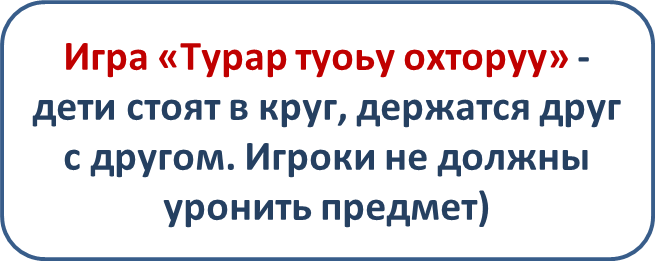 Игра «Турар туоьу охторуу» -
дети стоят в круг, держатся друг
с другом. Игроки не должны
уронить предмет)